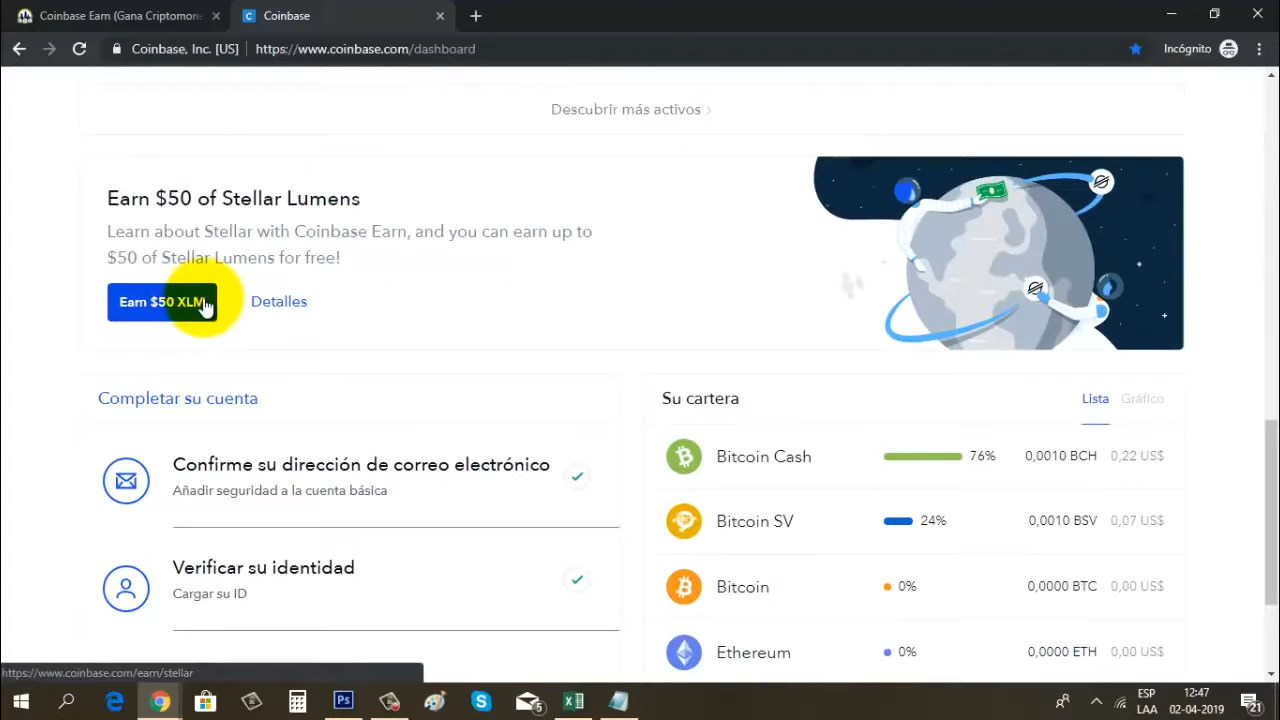 Coinbase Earn (Gana Criptomon
Coinbase
Coinbase, Inc. [US]
https://www.coinbase.com/dashboard
Incógnito
Descubrir más activos
Earn $50 of Stellar Lumens
Learn about Stellar with Coinbase Earn, and you can earn up to
$50 of Stellar Lumens for free!
Earn $50 XLM
Detalles
Completar su cuenta
Confirme su dirección de correo electrónico
Añadir seguridad a la cuenta básica
Verificar su identidad
Cargar su ID
Su cartera
Lista
Gráfico
Bitcoin Cash 76% 0,0010 BCH 0,22 US$
Bitcoin SV 24% 0,0010 BSV 0,07 US$
Bitcoin 0% 0,0000 BTC 0,00 US$
Ethereum 0% 0,0000 ETH 0,00 US$
https://www.coinbase.com/earn/stellar
Ps
5
ESP
LAA
12:47
02-04-2019
21